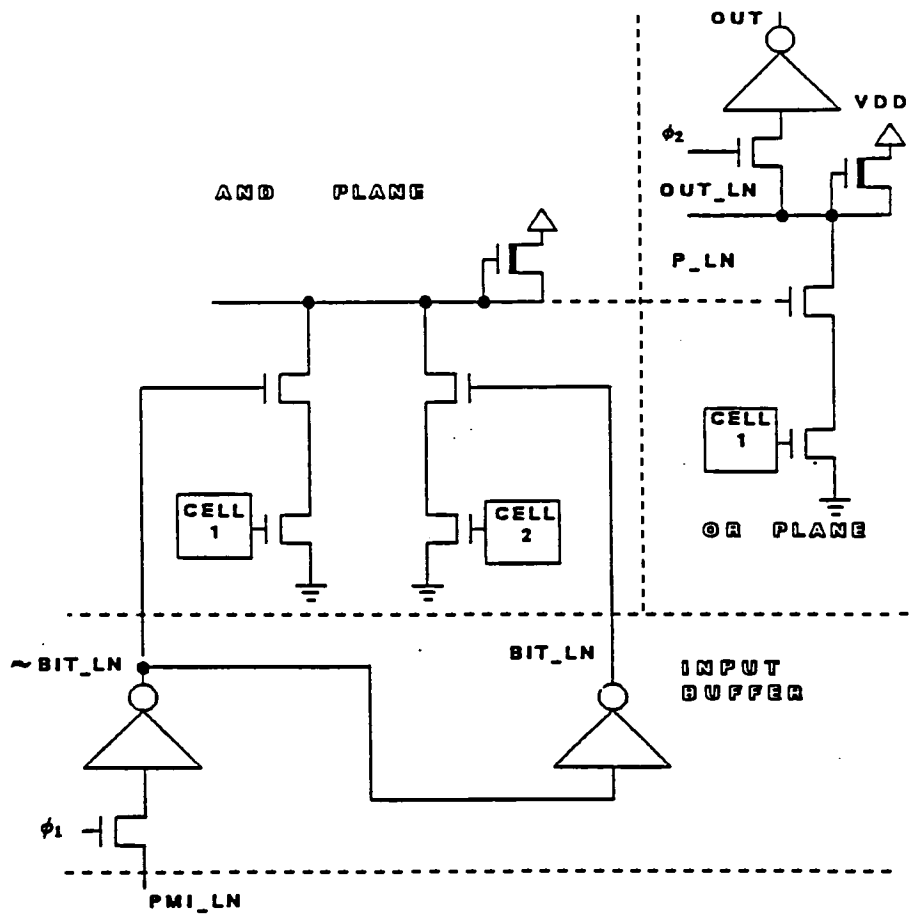 OUT
VDD
ϕ2
AND PLANE
OUT_LN
P_LN
CELL
1
CELL
1
CELL
2
OR PLANE
~BIT_LN
BIT_LN
INPUT
BUFFER
ϕ1
PMI_LN